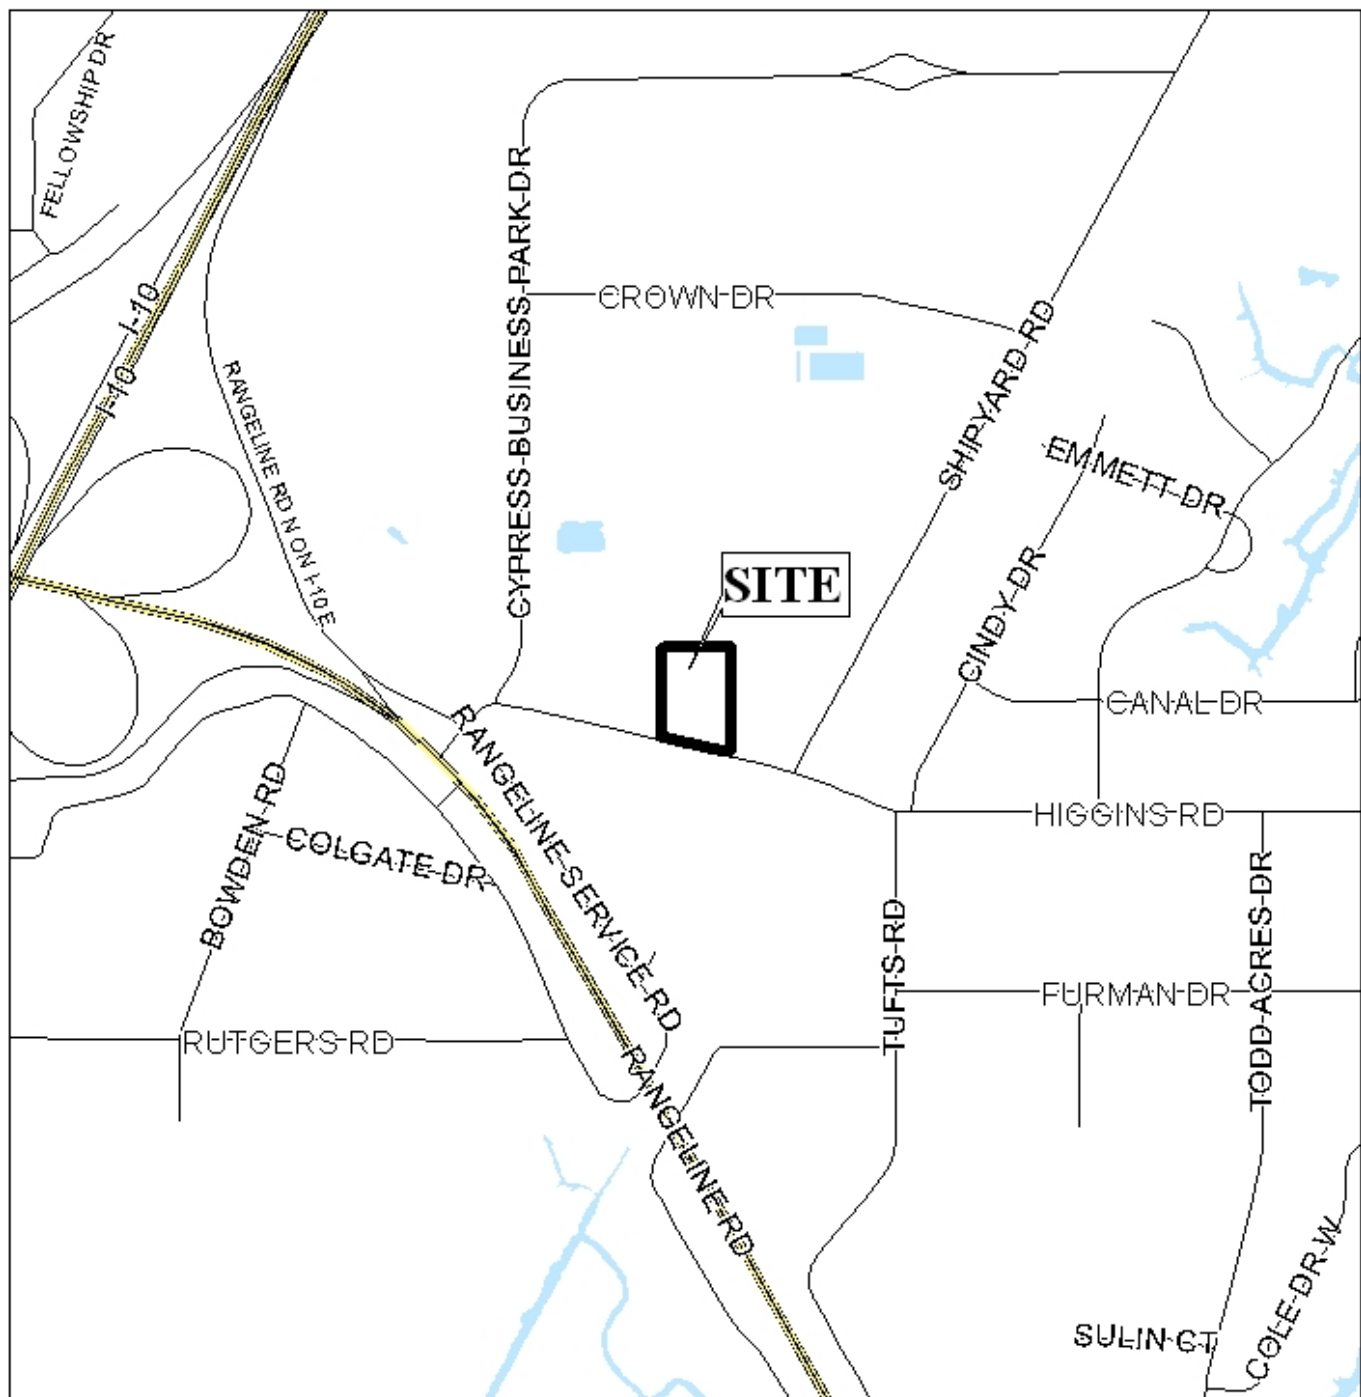 FELLOWSHIP DR
CYPRESS BUSINESS PARK DR
I-10
CROWN DR
SHIPYARD RD
I-10
RANGELINE RD N ON I-10 E
EMMETT DR
SITE
CINDY DR
CANAL DR
RANGELINE SERVICE RD
BOWDEN RD
HIGGINS RD
COLGATE DR
TODD ACRES DR
TUFTS RD
FURMAN DR
RUTGERS RD
RANGELINE RD
COLE DR W
SULIN CT